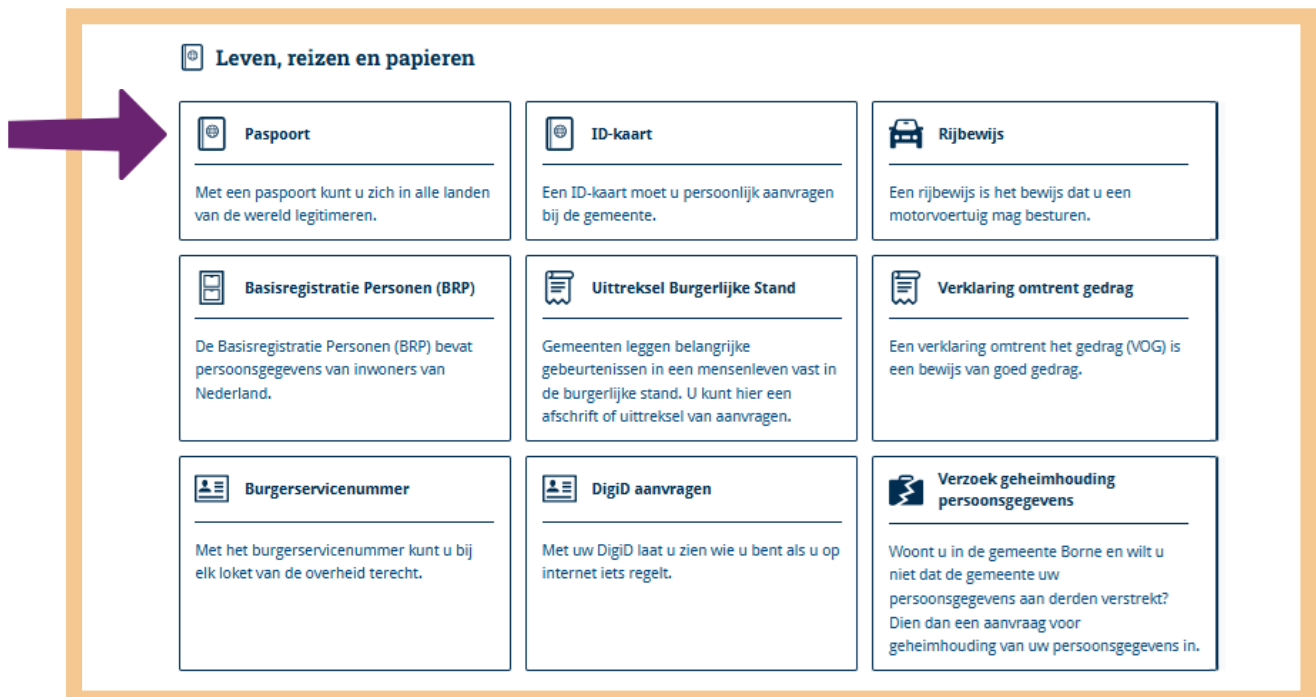 Leven, reizen en papieren
Paspoort
Met een paspoort kunt u zich in alle landen
van de wereld legitimeren.
ID-kaart
Een ID-kaart moet u persoonlijk aanvragen
bij de gemeente.
Rijbewijs
Een rijbewijs is het bewijs dat u een
motorvoertuig mag besturen.
Basisregistratie Personen (BRP)
De Basisregistratie Personen (BRP) bevat
persoonsgegevens van inwoners van
Nederland.
Uittreksel Burgerlijke Stand
Gemeenten leggen belangrijke
gebeurtenissen in een mensenleven vast in
de burgerlijke stand. U kunt hier een
afschrift of uittreksel van aanvragen.
Verklaring omtrent gedrag
Een verklaring omtrent het gedrag (VOG) is
een bewijs van goed gedrag.
Burgerservicenummer
Met het burgerservicenummer kunt u bij
elk loket van de overheid terecht.
DigiD aanvragen
Met uw DigiD laat u zien wie u bent als u op
internet iets regelt.
Verzoek geheimhouding
persoonsgegevens
Woont u in de gemeente Borne en wilt u
niet dat de gemeente uw
persoonsgegevens aan derden verstrekt?
Dien dan een aanvraag voor
geheimhouding van uw persoonsgegevens in.